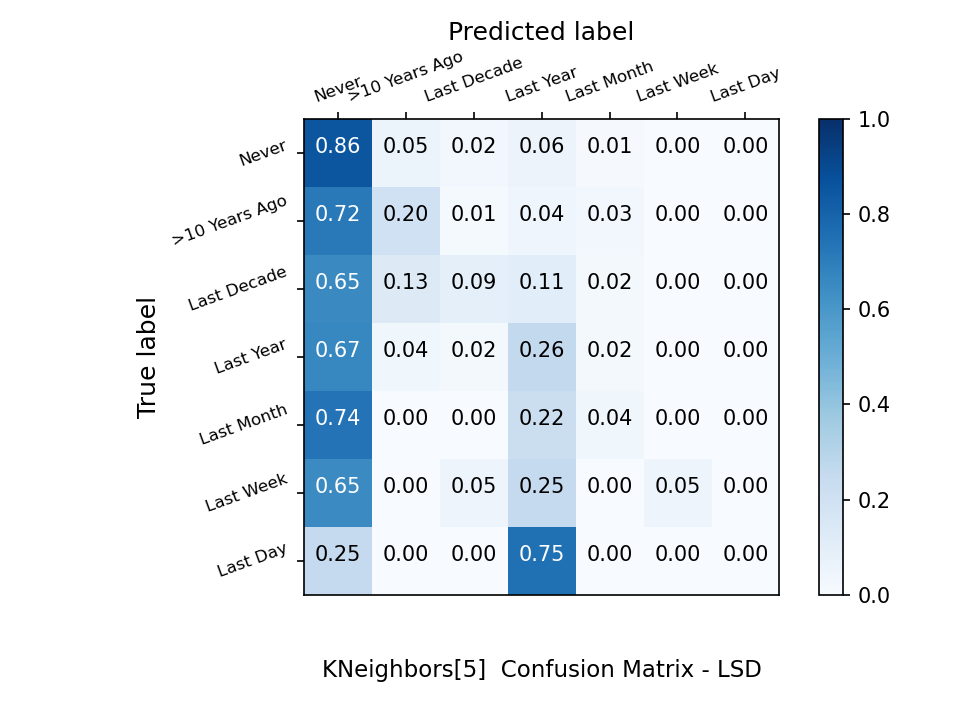 Predicted label
Never
>10 Years Ago
Last Decade
Last Year
Last Month
Last Week
Last Day
True label
Never 0.86 0.05 0.02 0.06 0.01 0.00 0.00
>10 Years Ago 0.72 0.20 0.01 0.04 0.03 0.00 0.00
Last Decade 0.65 0.13 0.09 0.11 0.02 0.00 0.00
Last Year 0.67 0.04 0.02 0.26 0.02 0.00 0.00
Last Month 0.74 0.00 0.00 0.22 0.04 0.00 0.00
Last Week 0.65 0.00 0.05 0.25 0.00 0.05 0.00
Last Day 0.25 0.00 0.00 0.75 0.00 0.00 0.00
1.0
0.8
0.6
0.4
0.2
0.0
KNeighbors[5]  Confusion Matrix - LSD